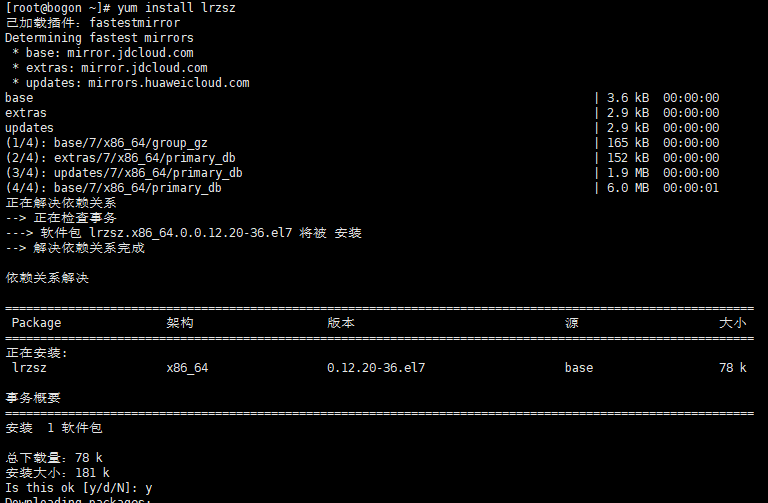 [root@bogon ~]# yum install lrzsz
已加载插件：fastestmirror
Determining fastest mirrors
 * base: mirror.jdcloud.com
 * extras: mirror.jdcloud.com
 * updates: mirrors.huaweicloud.com
base | 3.6 kB 00:00:00
extras | 2.9 kB 00:00:00
updates | 2.9 kB 00:00:00
(1/4): base/7/x86_64/group_gz | 165 kB 00:00:00
(2/4): extras/7/x86_64/primary_db | 152 kB 00:00:00
(3/4): updates/7/x86_64/primary_db | 1.9 MB 00:00:00
(4/4): base/7/x86_64/primary_db | 6.0 MB 00:00:01
正在解决依赖关系
--> 正在检查事务
---> 软件包 lrzsz.x86_64.0.0.12.20-36.el7 将被 安装
--> 解决依赖关系完成
依赖关系解决
Package 架构 版本 源 大小
正在安装:
lrzsz x86_64 0.12.20-36.el7 base 78 k
事务概要
安装 1 软件包
总下载量：78 k
安装大小：181 k
Is this ok [y/d/N]: y
Downloading packages: